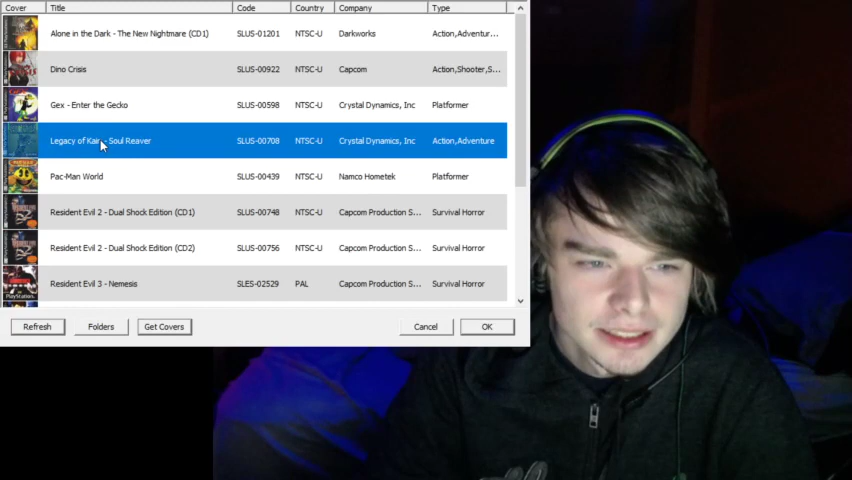 Cover Title Code Country Company Type
Alone in the Dark - The New Nightmare (CD1) SLUS-01201 NTSC-U Darkworks Action,Adventur...
Dino Crisis SLUS-00922 NTSC-U Capcom Action,Shooter,S...
Gex - Enter the Gecko SLUS-00598 NTSC-U Crystal Dynamics, Inc Platformer
Legacy of Kain - Soul Reaver SLUS-00708 NTSC-U Crystal Dynamics, Inc Action,Adventure
Pac-Man World SLUS-00439 NTSC-U Namco Hometek Platformer
Resident Evil 2 - Dual Shock Edition (CD1) SLUS-00748 NTSC-U Capcom Production S... Survival Horror
Resident Evil 2 - Dual Shock Edition (CD2) SLUS-00756 NTSC-U Capcom Production S... Survival Horror
Resident Evil 3 - Nemesis SLES-02529 PAL Capcom Production S... Survival Horror
Refresh Folders Get Covers Cancel OK